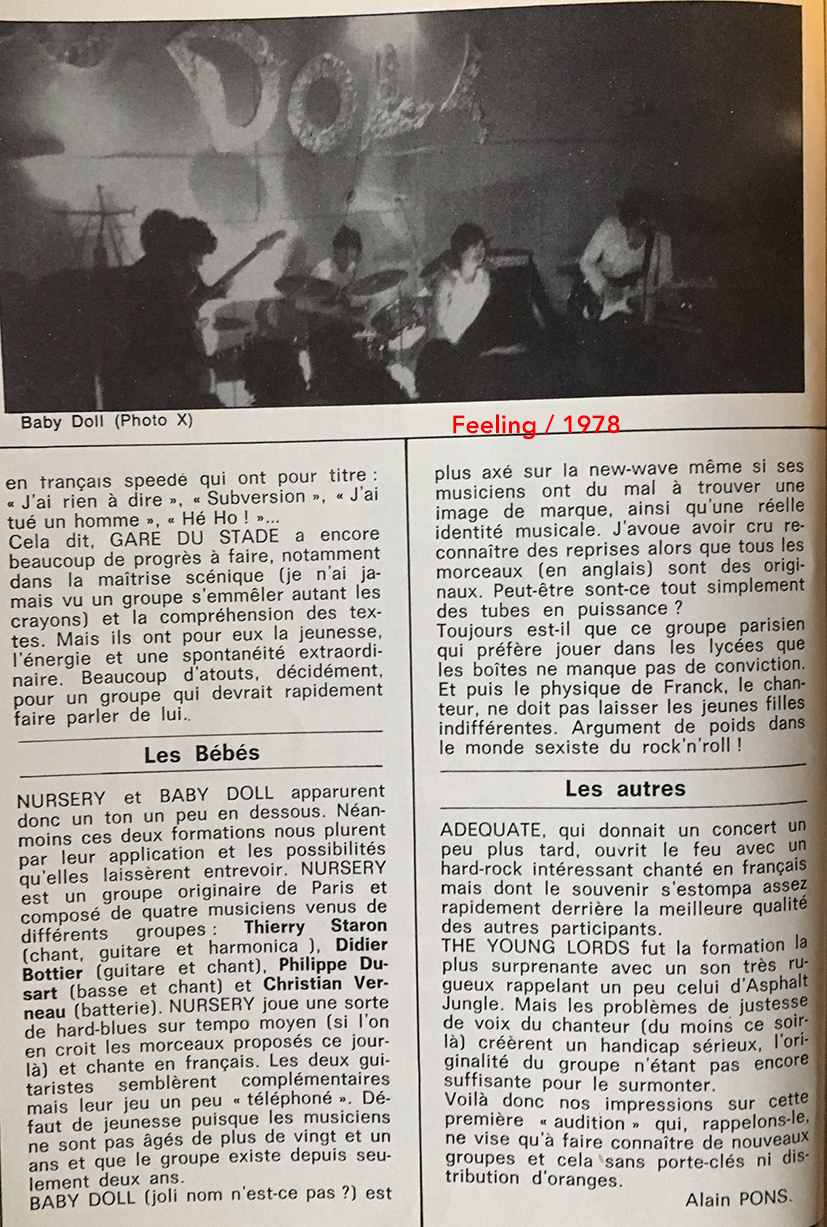 DOLL
Baby Doll (Photo X)
Feeling / 1978
en français speedé qui ont pour titre :
« J'ai rien à dire », « Subversion », « J'ai
tué un homme », « Hé Ho ! »...
Cela dit, GARE DU STADE a encore
beaucoup de progrès à faire, notamment
dans la maîtrise scénique (je n'ai ja-
mais vu un groupe s'emmêler autant les
crayons) et la compréhension des tex-
tes. Mais ils ont pour eux la jeunesse,
l'énergie et une spontanéité extraordi-
naire. Beaucoup d'atouts, décidément,
pour un groupe qui devrait rapidement
faire parler de lui..
Les Bébés
NURSERY et BABY DOLL apparurent
donc un ton un peu en dessous. Néan-
moins ces deux formations nous plurent
par leur application et les possibilités
qu'elles laissèrent entrevoir. NURSERY
est un groupe originaire de Paris et
composé de quatre musiciens venus de
différents groupes : Thierry Staron
(chant, guitare et harmonica ), Didier
Bottier (guitare et chant), Philippe Du-
sart (basse et chant) et Christian Ver-
neau (batterie). NURSERY joue une sorte
de hard-blues sur tempo moyen (si l'on
en croit les morceaux proposés ce jour-
là) et chante en français. Les deux gui-
taristes semblèrent complémentaires
mais leur jeu un peu « téléphoné ». Dé-
faut de jeunesse puisque les musiciens
ne sont pas âgés de plus de vingt et un
ans et que le groupe existe depuis seu-
lement deux ans.
BABY DOLL (joli nom n'est-ce pas ?) est
plus axé sur la new-wave même si ses
musiciens ont du mal à trouver une
image de marque, ainsi qu'une réelle
identité musicale. J'avoue avoir cru re-
connaître des reprises alors que tous les
morceaux (en anglais) sont des origi-
naux. Peut-être sont-ce tout simplement
des tubes en puissance ?
Toujours est-il que ce groupe parisien
qui préfère jouer dans les lycées que
les boîtes ne manque pas de conviction.
Et puis le physique de Franck, le chan-
teur, ne doit pas laisser les jeunes filles
indifférentes. Argument de poids dans
le monde sexiste du rock'n'roll !
Les autres
ADEQUATE, qui donnait un concert un
peu plus tard, ouvrit le feu avec un
hard-rock intéressant chanté en français
mais dont le souvenir s'estompa assez
rapidement derrière la meilleure qualité
des autres participants.
THE YOUNG LORDS fut la formation la
plus surprenante avec un son très ru-
gueux rappelant un peu celui d'Asphalt
Jungle. Mais les problèmes de justesse
de voix du chanteur (du moins ce soir-
là) créèrent un handicap sérieux, l'ori-
ginalité du groupe n'étant pas encore
suffisante pour le surmonter.
Voilà donc nos impressions sur cette
première « audition » qui, rappelons-le,
ne vise qu'à faire connaître de nouveaux
groupes et cela sans porte-clés ni dis-
tribution d'oranges.
Alain PONS.